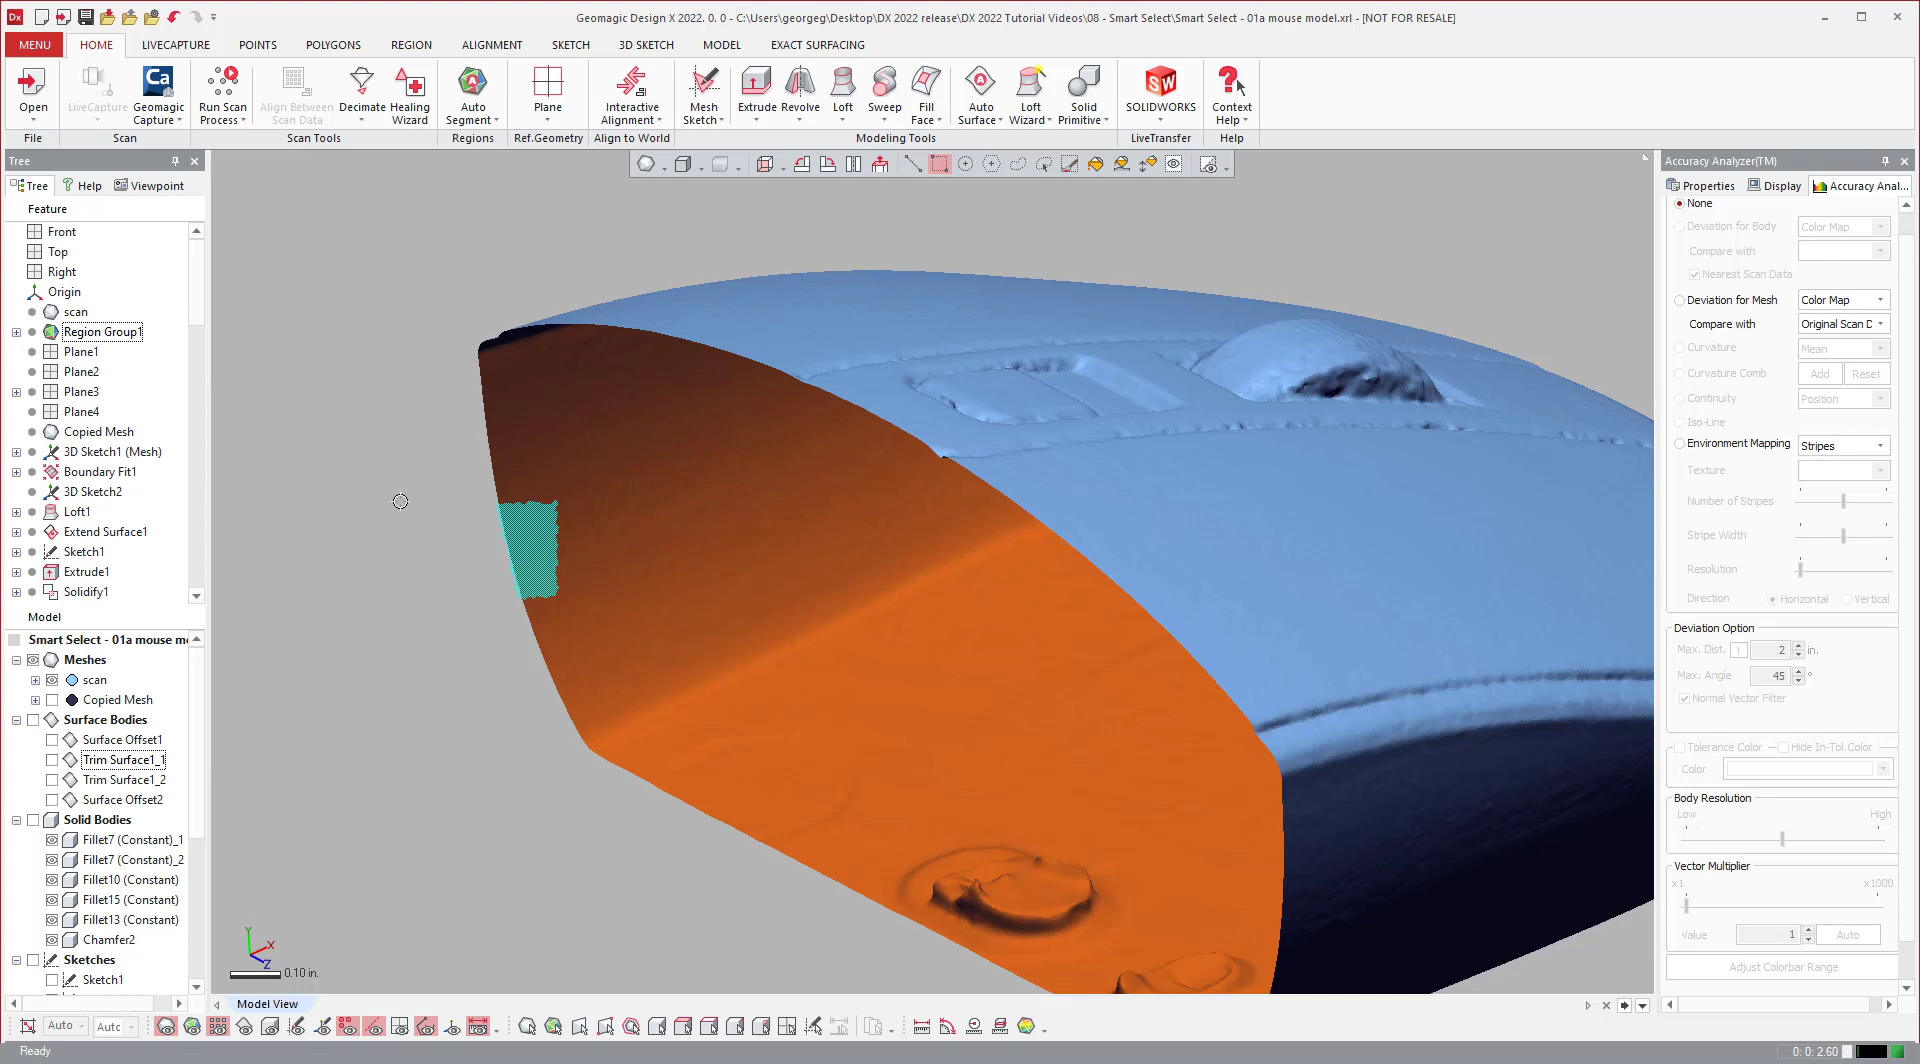 Geomagic Design X 2022. 0. 0 - C:\Users\georgeg\Desktop\DX 2022 release\DX 2022 Tutorial Videos\08 - Smart Select\Smart Select - 01a mouse model.xrl - [NOT FOR RESALE]
MENU HOME LIVECAPTURE POINTS POLYGONS REGION ALIGNMENT SKETCH 3D SKETCH MODEL EXACT SURFACING
Open LiveCapture Geomagic Capture Run Scan Process Align Between Scan Data Decimate Healing Wizard Auto Segment Plane Interactive Alignment Mesh Sketch Extrude Revolve Loft Sweep Fill Face Auto Surface Loft Wizard Solid Primitive SOLIDWORKS Context Help
File Scan Scan Tools Regions Ref.Geometry Align to World Modeling Tools LiveTransfer Help
Tree
Tree Help Viewpoint
Feature
Front
Top
Right
Origin
scan
Region Group1
Plane1
Plane2
Plane3
Plane4
Copied Mesh
3D Sketch1 (Mesh)
Boundary Fit1
3D Sketch2
Loft1
Extend Surface1
Sketch1
Extrude1
Solidify1
Model
Smart Select - 01a mouse m
Meshes
scan
Copied Mesh
Surface Bodies
Surface Offset1
Trim Surface1_1
Trim Surface1_2
Surface Offset2
Solid Bodies
Fillet7 (Constant)_1
Fillet7 (Constant)_2
Fillet10 (Constant)
Fillet15 (Constant)
Fillet13 (Constant)
Chamfer2
Sketches
Sketch1
Y
X
Z
0.10 in.
Model View
Accuracy Analyzer(TM)
Properties Display Accuracy Anal...
None
Deviation for Body Color Map
Compare with
Nearest Scan Data
Deviation for Mesh Color Map
Compare with Original Scan D
Curvature Mean
Curvature Comb Add Reset
Continuity Position
Iso-Line
Environment Mapping Stripes
Texture
Number of Stripes
Stripe Width
Resolution
Direction Horizontal Vertical
Deviation Option
Max. Dist. ! 2 in.
Max. Angle 45 °
Normal Vector Filter
Tolerance Color Hide In-Tol.Color
Color
Body Resolution
Low High
Vector Multiplier
x1 x1000
Value 1 Auto
Adjust Colorbar Range
Auto Auto
Ready 0: 0: 2.60